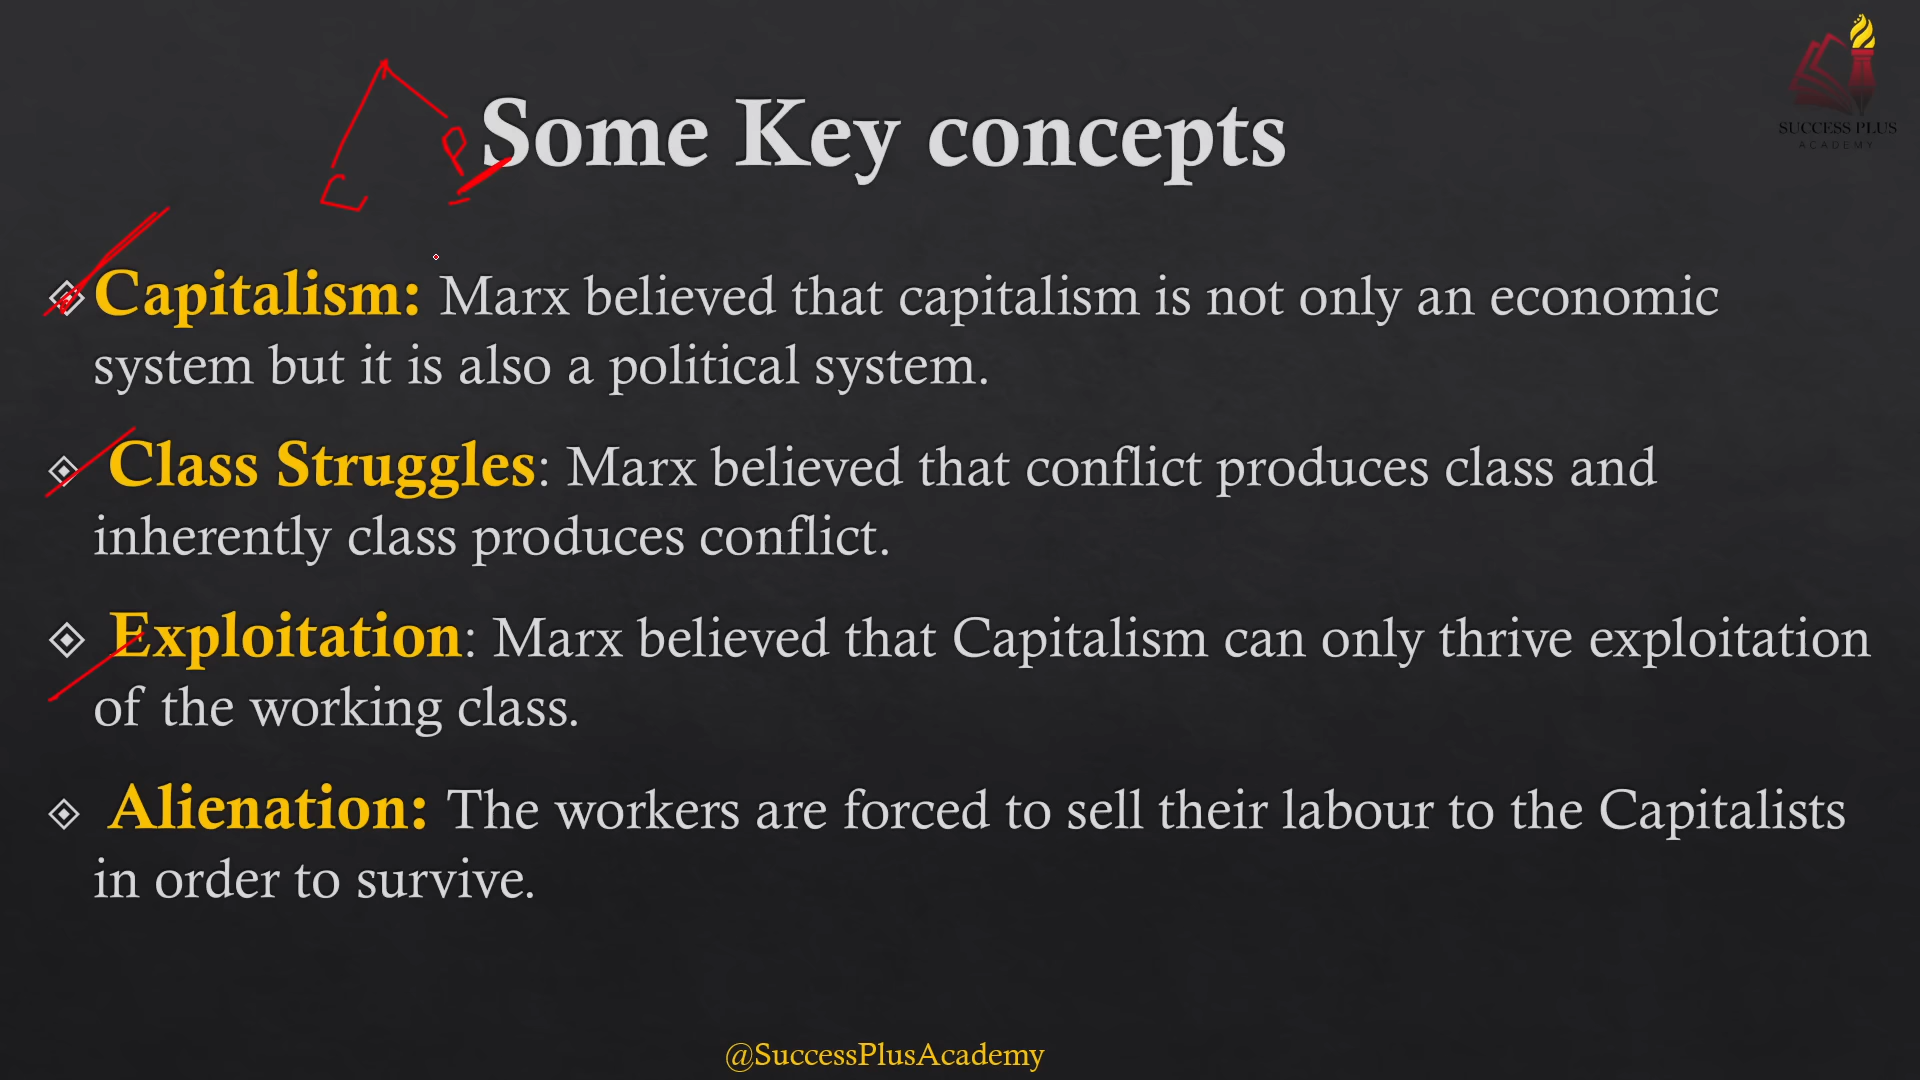 SUCCESS PLUS
ACADEMY
Some Key concepts
C
P
Capitalism: Marx believed that capitalism is not only an economic
system but it is also a political system.
Class Struggles: Marx believed that conflict produces class and
inherently class produces conflict.
Exploitation: Marx believed that Capitalism can only thrive exploitation
of the working class.
Alienation: The workers are forced to sell their labour to the Capitalists
in order to survive.
@SuccessPlusAcademy